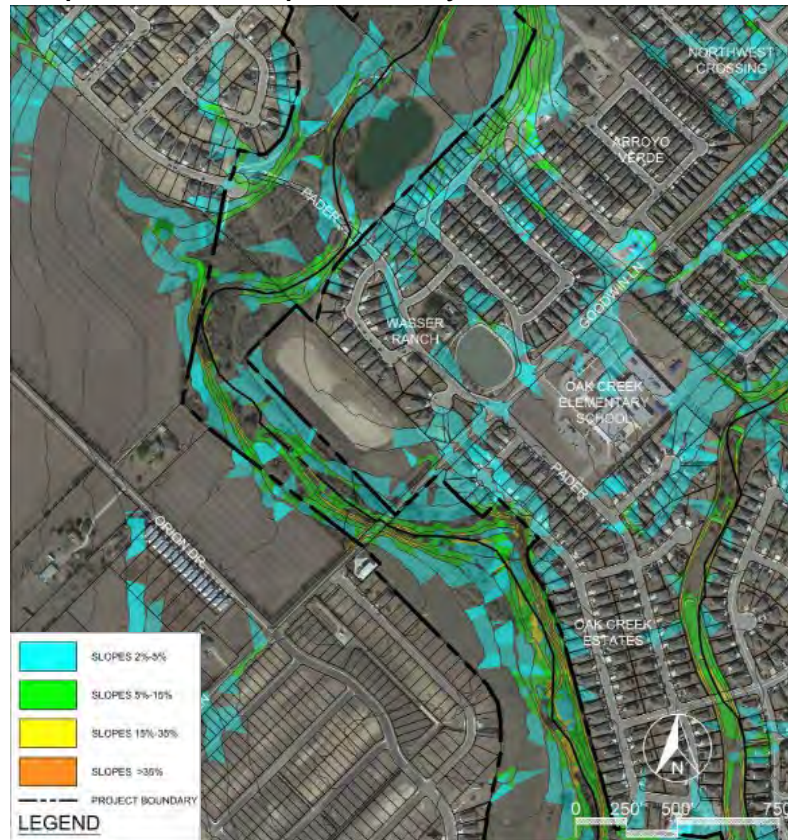 NORTHWEST
CROSSING
ARROYO
VERDE
PADER
GOODWIN LN
WASSER
RANCH
OAK CREEK
ELEMENTARY
SCHOOL
PADER
ORION DR
OAK CREEK
ESTATES
SLOPES 2%-5%
SLOPES 5%-15%
SLOPES 15%-35%
SLOPES >35%
PROJECT BOUNDARY
LEGEND
N
0 250' 500' 750